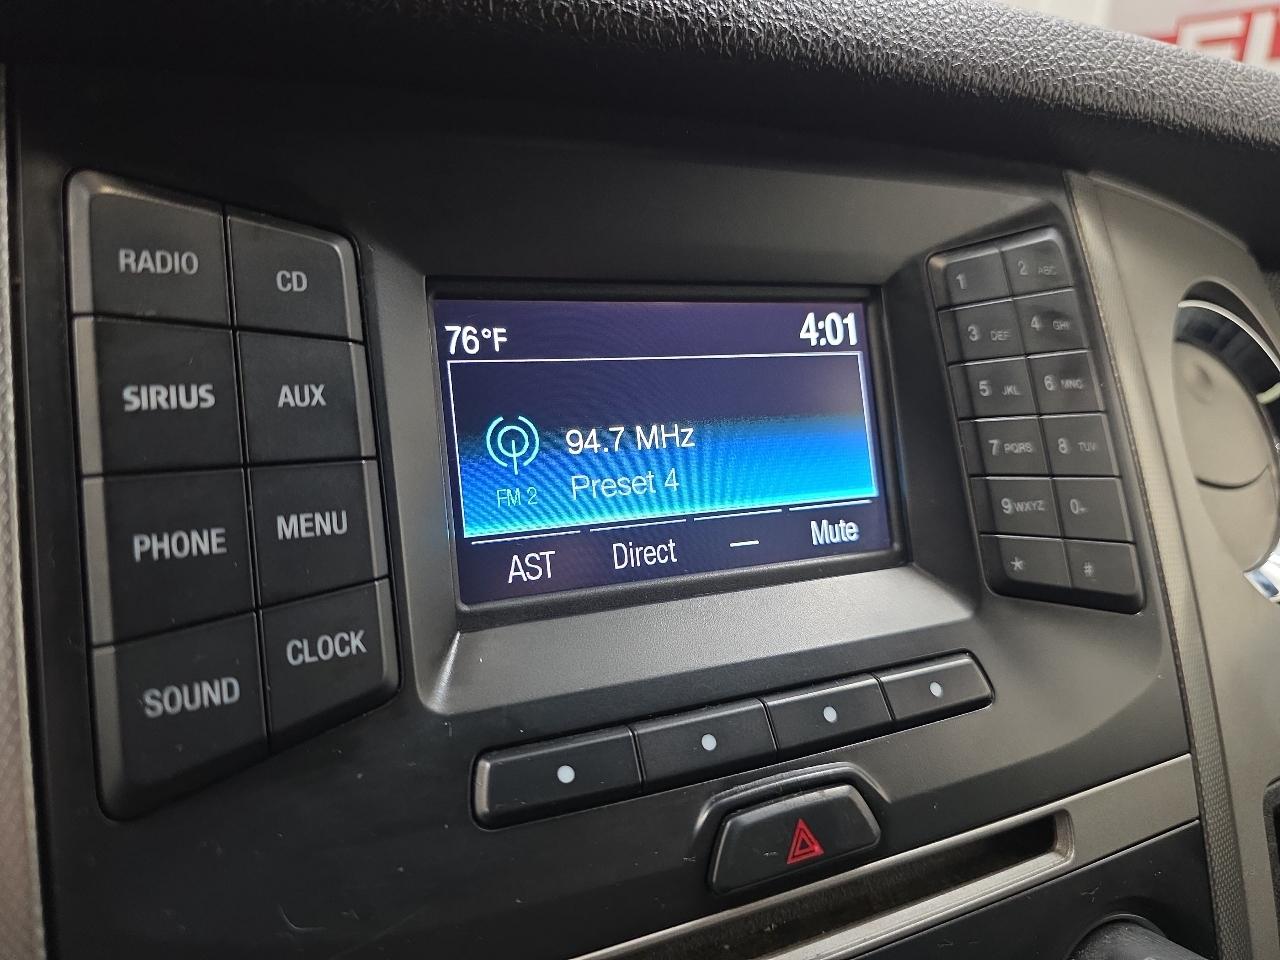 RADIO
CD
SIRIUS
AUX
PHONE
MENU
SOUND
CLOCK
76°F
4:01
94.7 MHz
FM 2
Preset 4
AST
Direct
—
Mute
1
2 ABC
3 DEF
4 GHI
5 JKL
6 MNO
7 PQRS
8 TUV
9 WXYZ
0+
*
#